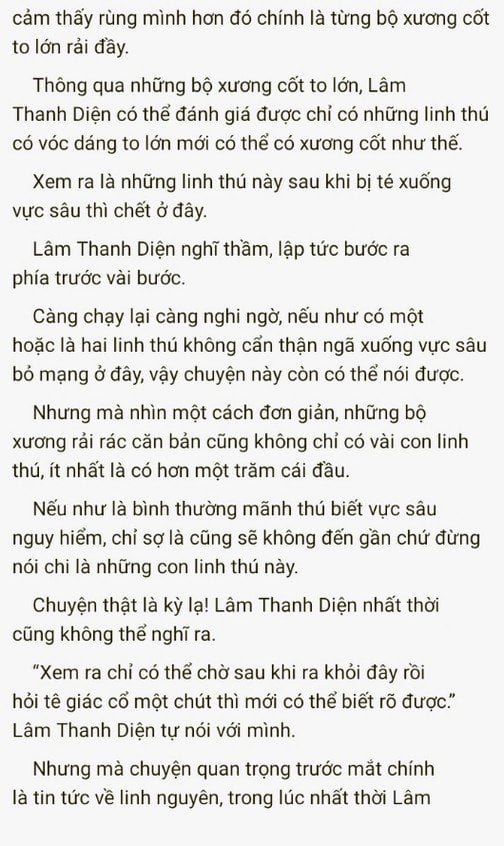 cảm thấy rùng mình hơn đó chính là từng bộ xương cốt
to lớn rải đầy.
Thông qua những bộ xương cốt to lớn, Lâm
Thanh Diện có thể đánh giá được chỉ có những linh thú
có vóc dáng to lớn mới có thể có xương cốt như thế.
Xem ra là những linh thú này sau khi bị té xuống
vực sâu thì chết ở đây.
Lâm Thanh Diện nghĩ thầm, lập tức bước ra
phía trước vài bước.
Càng chạy lại càng nghi ngờ, nếu như có một
hoặc là hai linh thú không cẩn thận ngã xuống vực sâu
bỏ mạng ở đây, vậy chuyện này còn có thể nói được.
Nhưng mà nhìn một cách đơn giản, những bộ
xương rải rác căn bản cũng không chỉ có vài con linh
thú, ít nhất là có hơn một trăm cái đầu.
Nếu như là bình thường mãnh thú biết vực sâu
nguy hiểm, chỉ sợ là cũng sẽ không đến gần chứ đừng
nói chi là những con linh thú này.
Chuyện thật là kỳ lạ! Lâm Thanh Diện nhất thời
cũng không thể nghĩ ra.
“Xem ra chỉ có thể chờ sau khi ra khỏi đây rồi
hỏi tê giác cổ một chút thì mới có thể biết rõ được.”
Lâm Thanh Diện tự nói với mình.
Nhưng mà chuyện quan trọng trước mắt chính
là tin tức về linh nguyên, trong lúc nhất thời Lâm